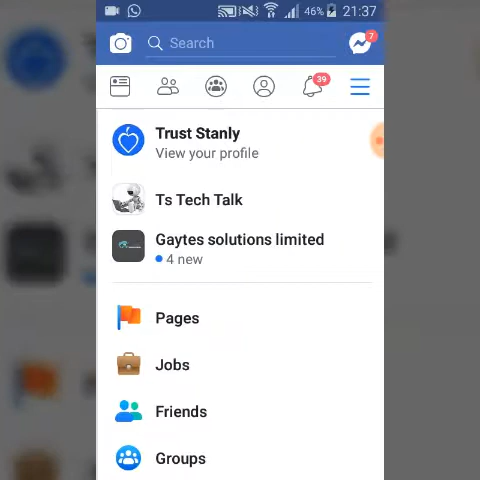 46% 21:37
Search
7
39
Trust Stanly
View your profile
Ts Tech Talk
Gaytes solutions limited
4 new
Pages
Jobs
Friends
Groups